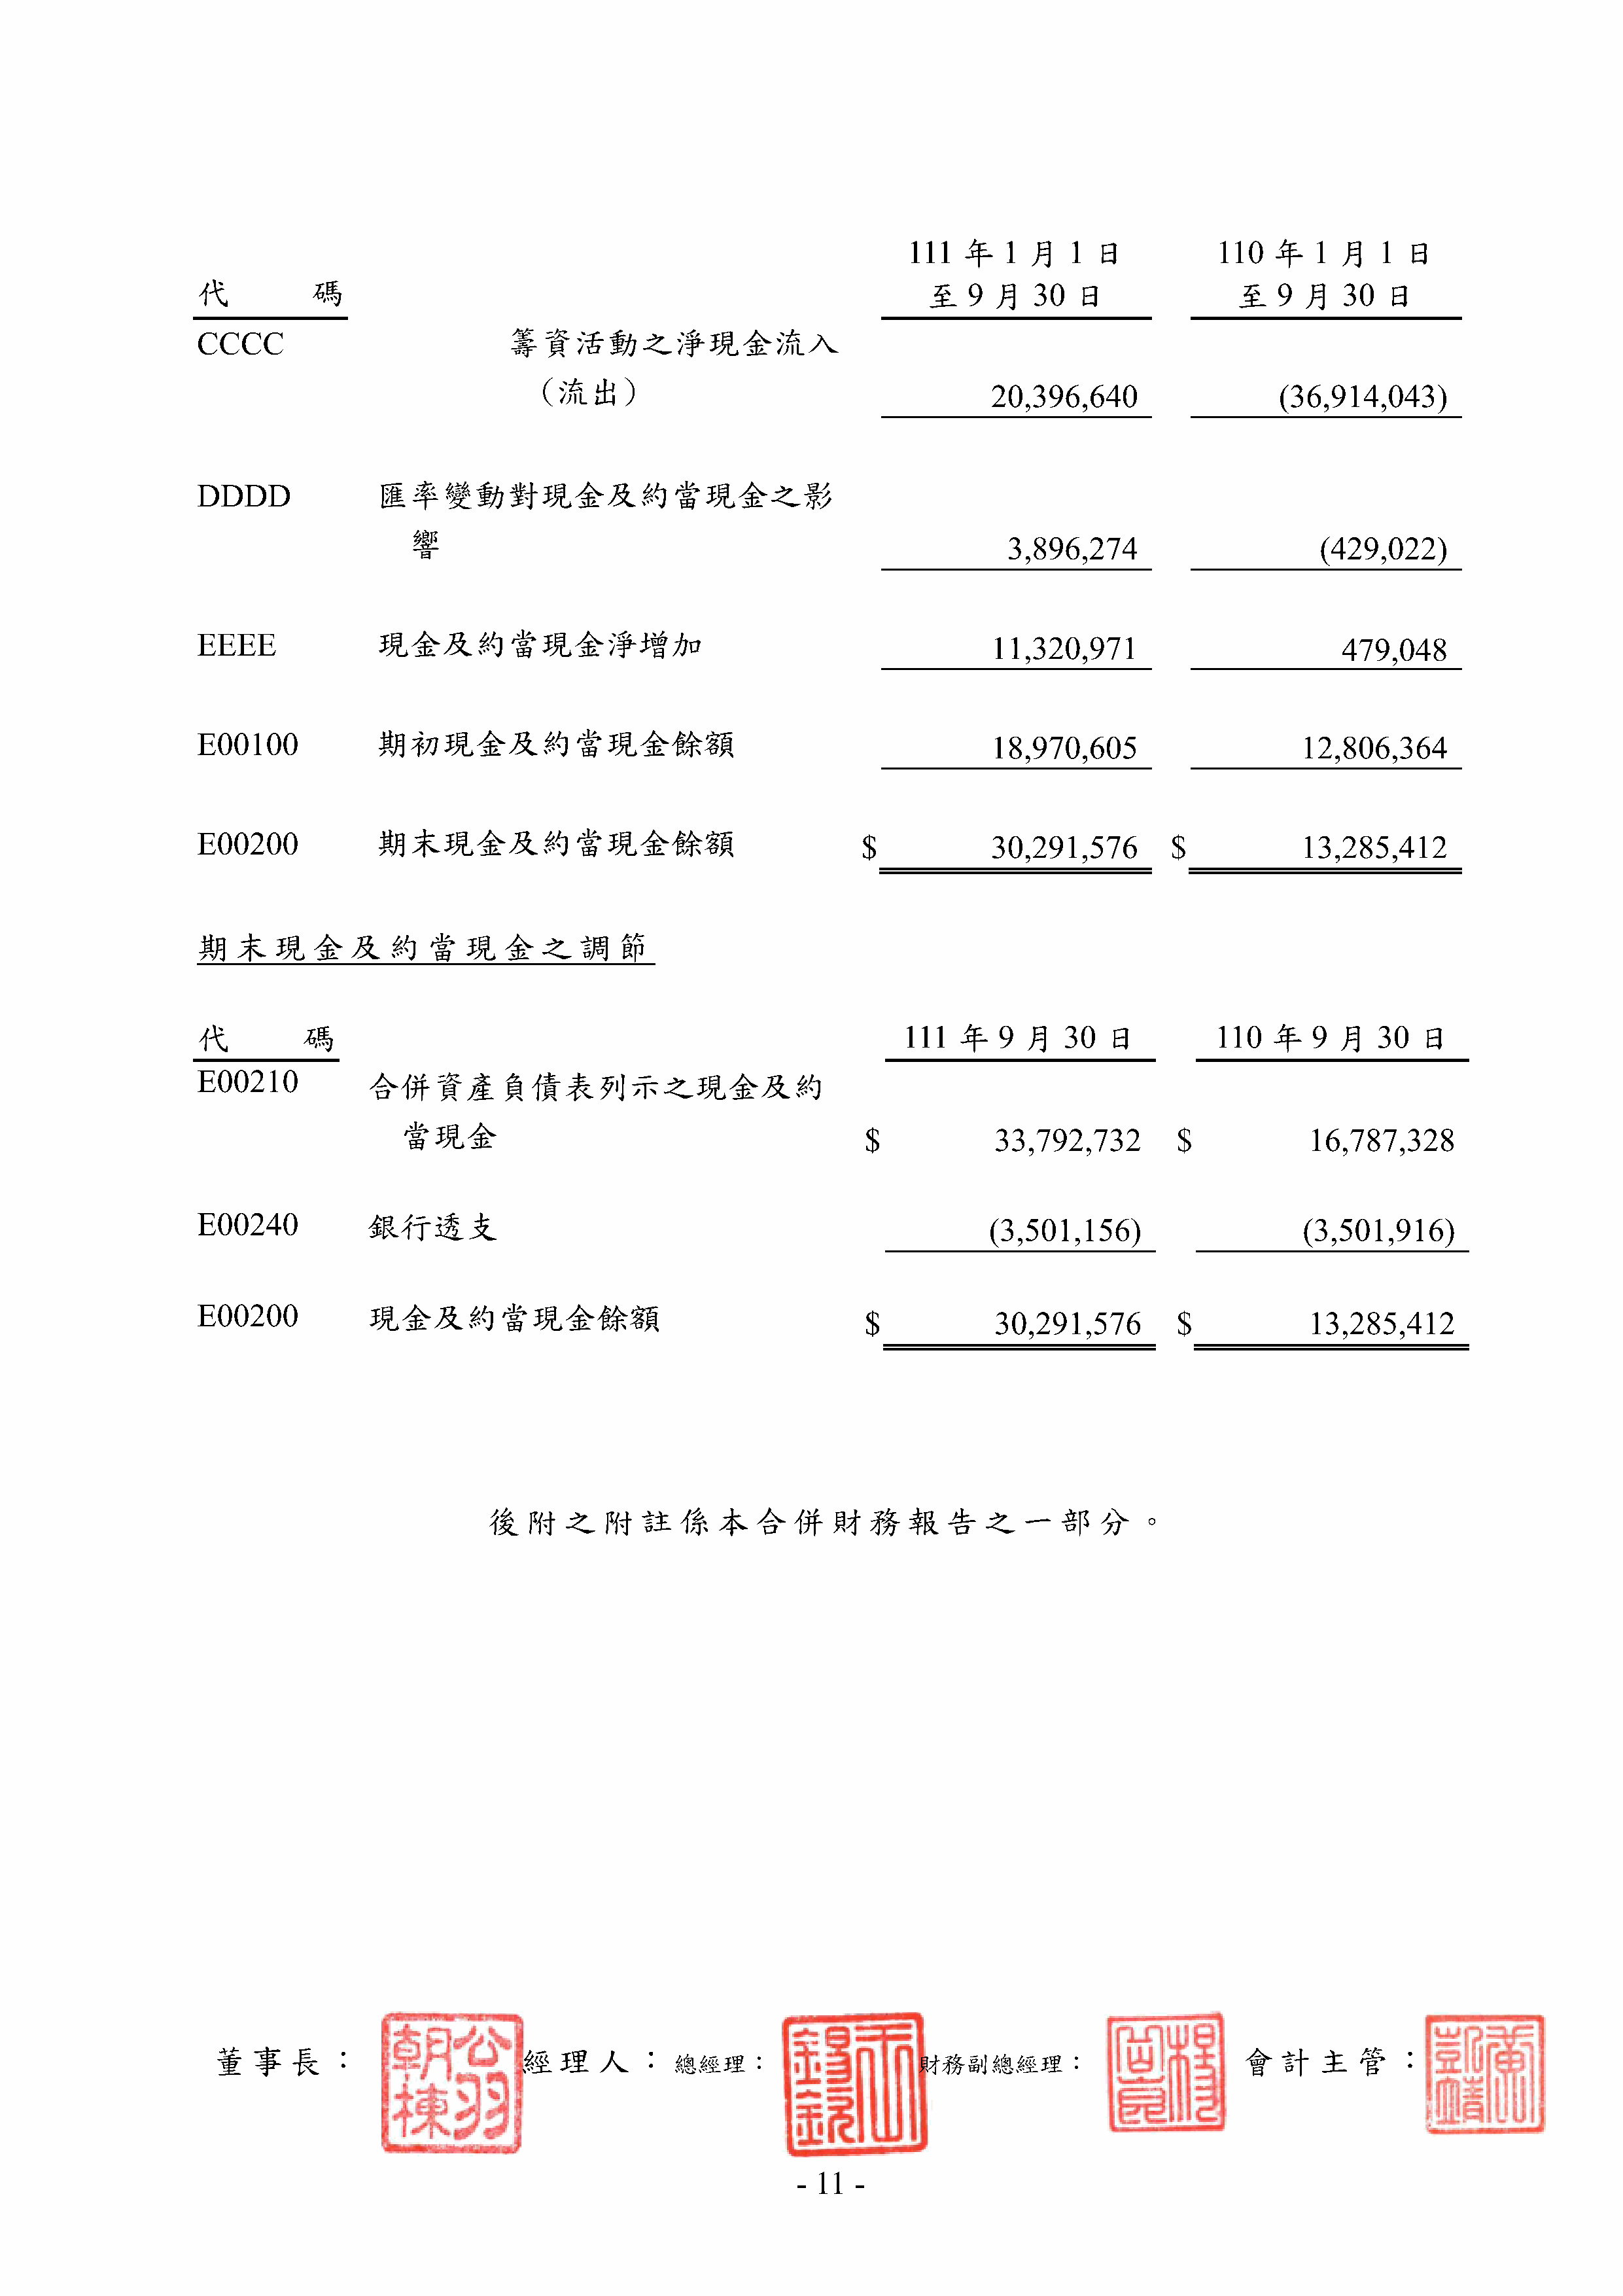 111 年 1 月 1 日 110 年 1 月 1 日
代 碼 至 9 月 30 日 至 9 月 30 日
CCCC 籌資活動之淨現金流入
（流出） 20,396,640 (36,914,043)
DDDD 匯率變動對現金及約當現金之影
響 3,896,274 (429,022)
EEEE 現金及約當現金淨增加 11,320,971 479,048
E00100 期初現金及約當現金餘額 18,970,605 12,806,364
E00200 期末現金及約當現金餘額 $ 30,291,576 $ 13,285,412
期末現金及約當現金之調節
代 碼 111 年 9 月 30 日 110 年 9 月 30 日
E00210 合併資產負債表列示之現金及約
當現金 $ 33,792,732 $ 16,787,328
E00240 銀行透支 (3,501,156) (3,501,916)
E00200 現金及約當現金餘額 $ 30,291,576 $ 13,285,412
後附之附註係本合併財務報告之一部分。
董事長： 經理人：總經理： 財務副總經理： 會計主管：
- 11 -